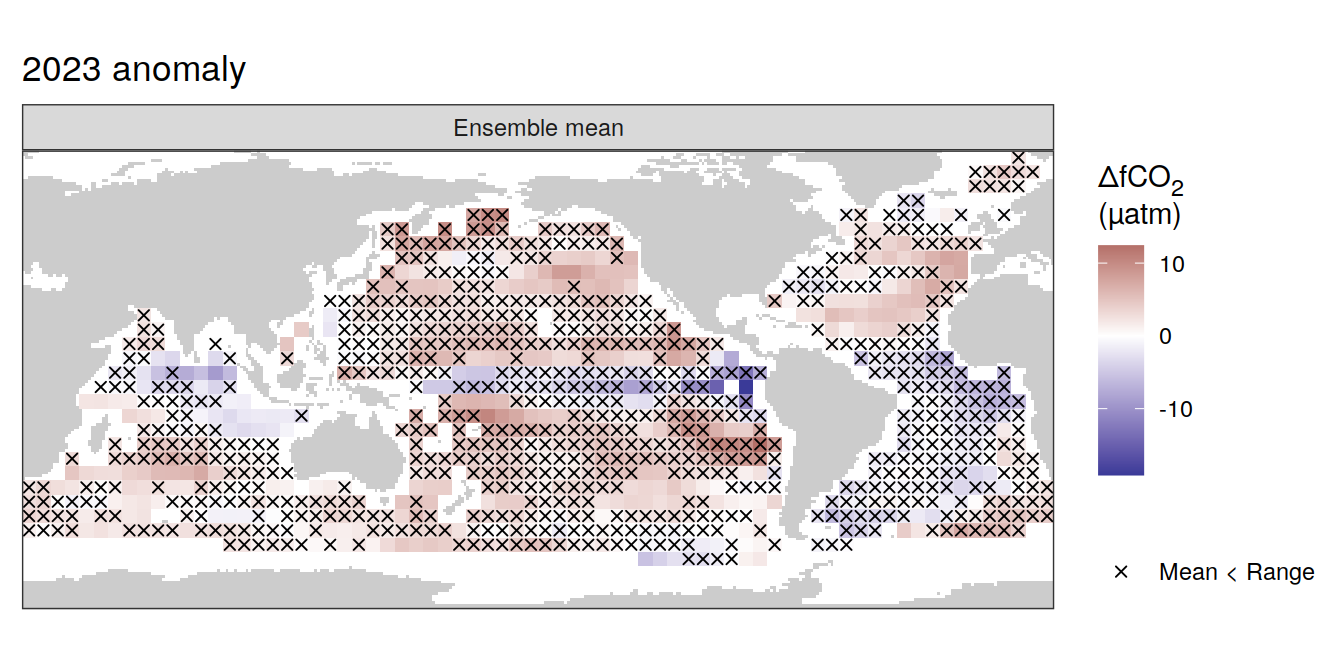 2023 anomaly
Ensemble mean
ΔfCO₂
(µatm)
10
0
-10
Mean < Range